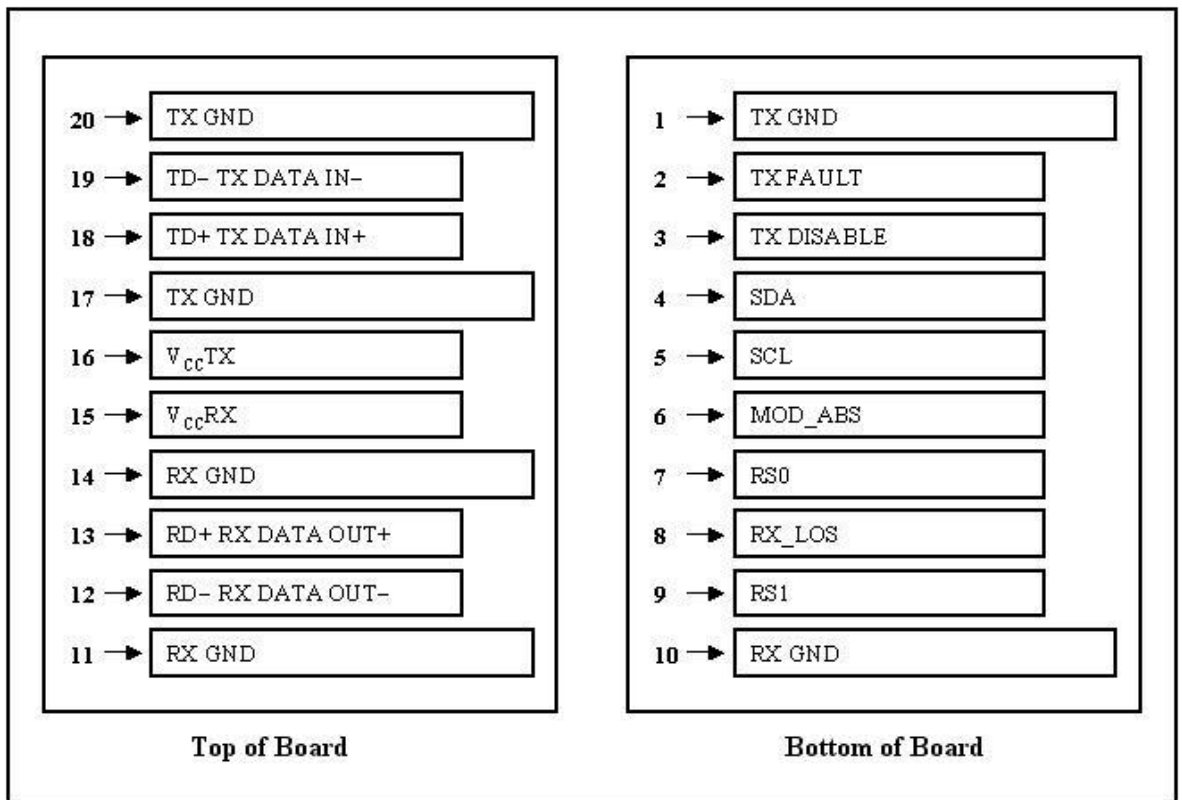 20 TX GND
19 TD– TX DATA IN–
18 TD+ TX DATA IN+
17 TX GND
16 VCCTX
15 VCCRX
14 RX GND
13 RD+ RX DATA OUT+
12 RD– RX DATA OUT–
11 RX GND
Top of Board
1 TX GND
2 TX FAULT
3 TX DISABLE
4 SDA
5 SCL
6 MOD_ABS
7 RS0
8 RX_LOS
9 RS1
10 RX GND
Bottom of Board